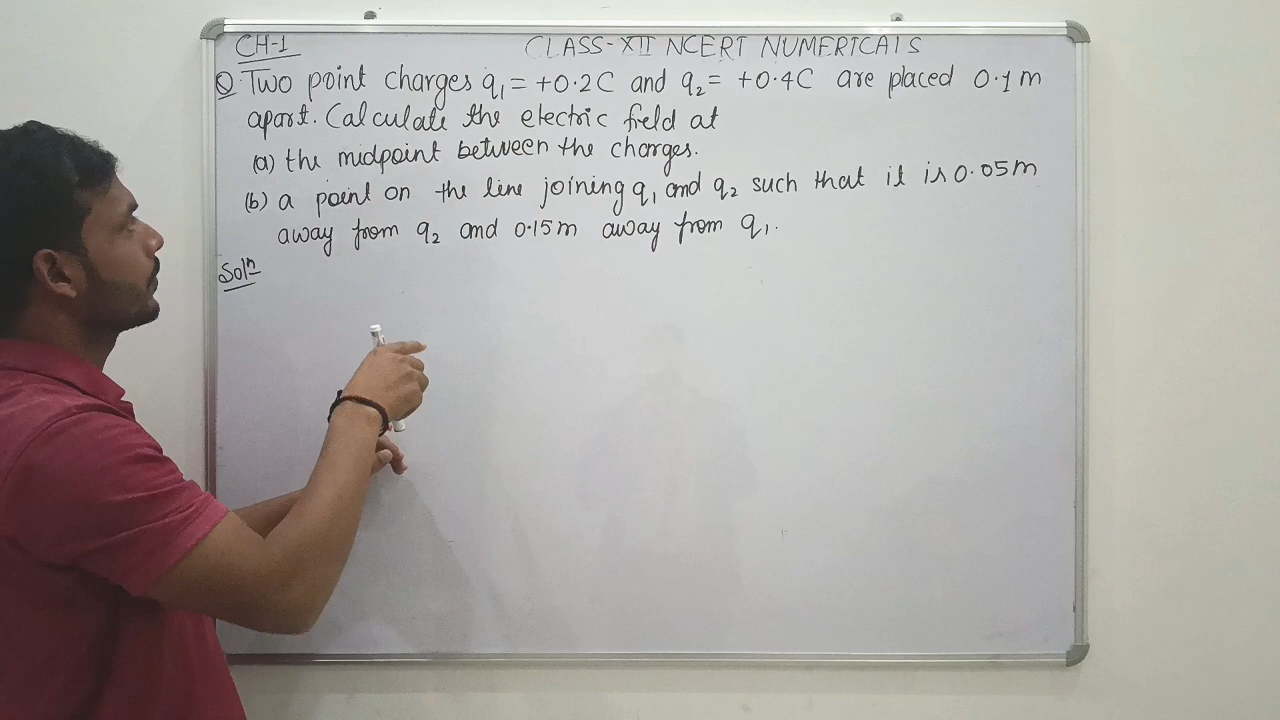 CH-1
CLASS-XII NCERT NUMERICALS
Q Two point charges q₁ = +0.2C and q₂ = +0.4C are placed 0.1 m
apart. Calculate the electric field at
(a) the midpoint between the charges.
(b) a point on the line joining q₁ and q₂ such that it is 0.05m
away from q₂ and 0.15m away from q₁.
Solⁿ